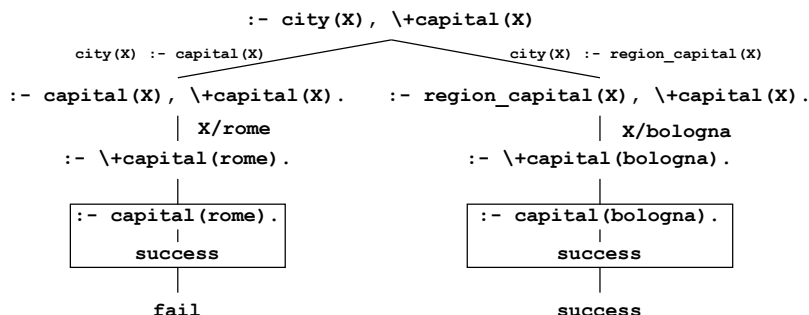 :- city(X), \+capital(X)
city(X) :- capital(X)
city(X) :- region_capital(X)
:- capital(X), \+capital(X).
:- region_capital(X), \+capital(X).
X/rome
X/bologna
:- \+capital(rome).
:- \+capital(bologna).
:- capital(rome).
:- capital(bologna).
success
success
fail
success